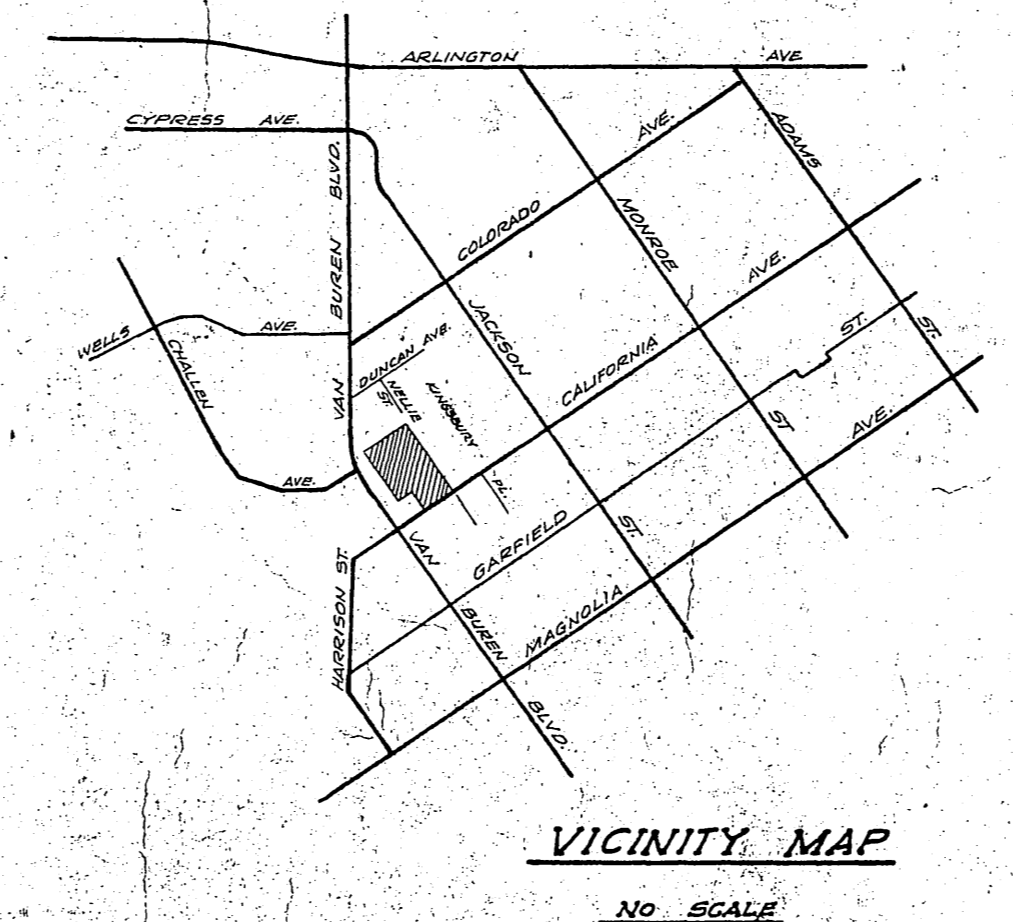 ARLINGTON AVE
CYPRESS AVE.
VAN BUREN BLVD.
COLORADO AVE.
ADAMS ST.
MONROE ST
JACKSON ST.
WELLS AVE.
CHALLEN AVE.
DUNCAN AVE.
NELLIE ST.
KINGSBURY PL.
CALIFORNIA AVE.
GARFIELD ST.
MAGNOLIA AVE.
HARRISON ST.
VAN BUREN BLVD.
VICINITY MAP
NO SCALE